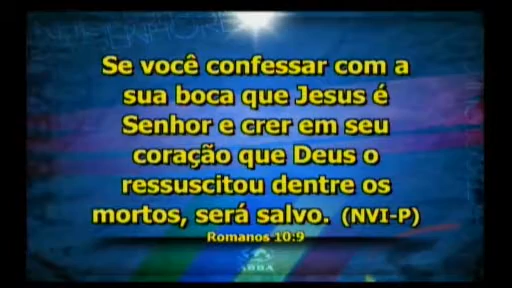 Se você confessar com a
sua boca que Jesus é
Senhor e crer em seu
coração que Deus o
ressuscitou dentre os
mortos, será salvo. (NVI-P)
Romanos 10:9